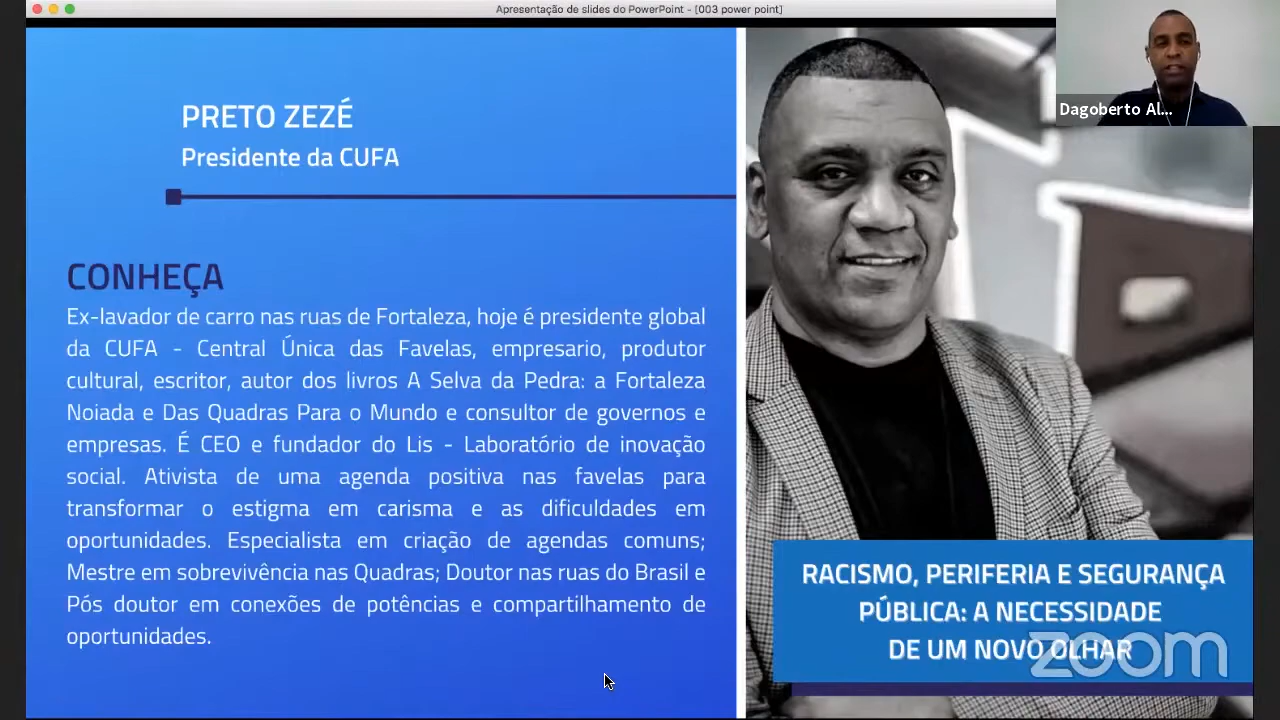 Apresentação de slides do PowerPoint - [003 power point]
Dagoberto Al...
PRETO ZEZÉ
Presidente da CUFA
CONHEÇA
Ex-lavador de carro nas ruas de Fortaleza, hoje é presidente global
da CUFA - Central Única das Favelas, empresario, produtor
cultural, escritor, autor dos livros A Selva da Pedra: a Fortaleza
Noiada e Das Quadras Para o Mundo e consultor de governos e
empresas. É CEO e fundador do Lis - Laboratório de inovação
social. Ativista de uma agenda positiva nas favelas para
transformar o estigma em carisma e as dificuldades em
oportunidades. Especialista em criação de agendas comuns;
Mestre em sobrevivência nas Quadras; Doutor nas ruas do Brasil e
Pós doutor em conexões de potências e compartilhamento de
oportunidades.
RACISMO, PERIFERIA E SEGURANÇA
PÚBLICA: A NECESSIDADE
DE UM NOVO OLHAR
zoom